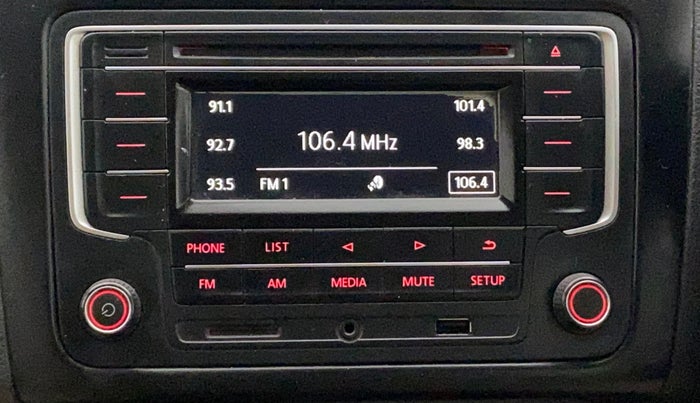 91.1 101.4
106.4 MHz
92.7 98.3
93.5 FM 1 106.4
PHONE LIST
FM AM MEDIA MUTE SETUP